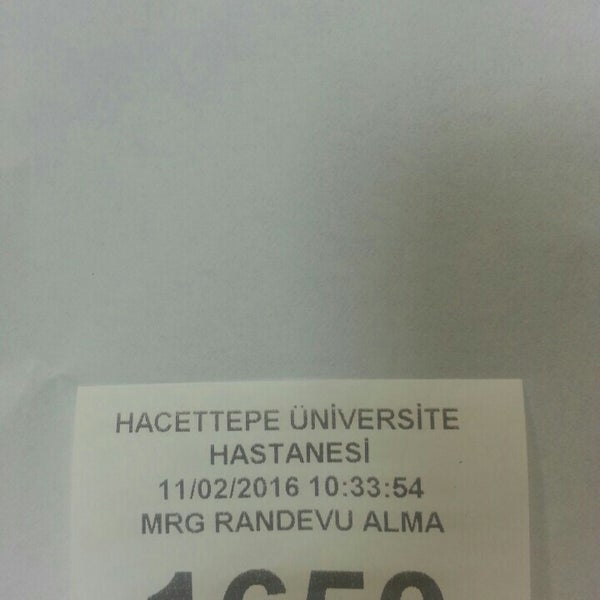 HACETTEPE ÜNİVERSİTE
HASTANESİ
11/02/2016 10:33:54
MRG RANDEVU ALMA